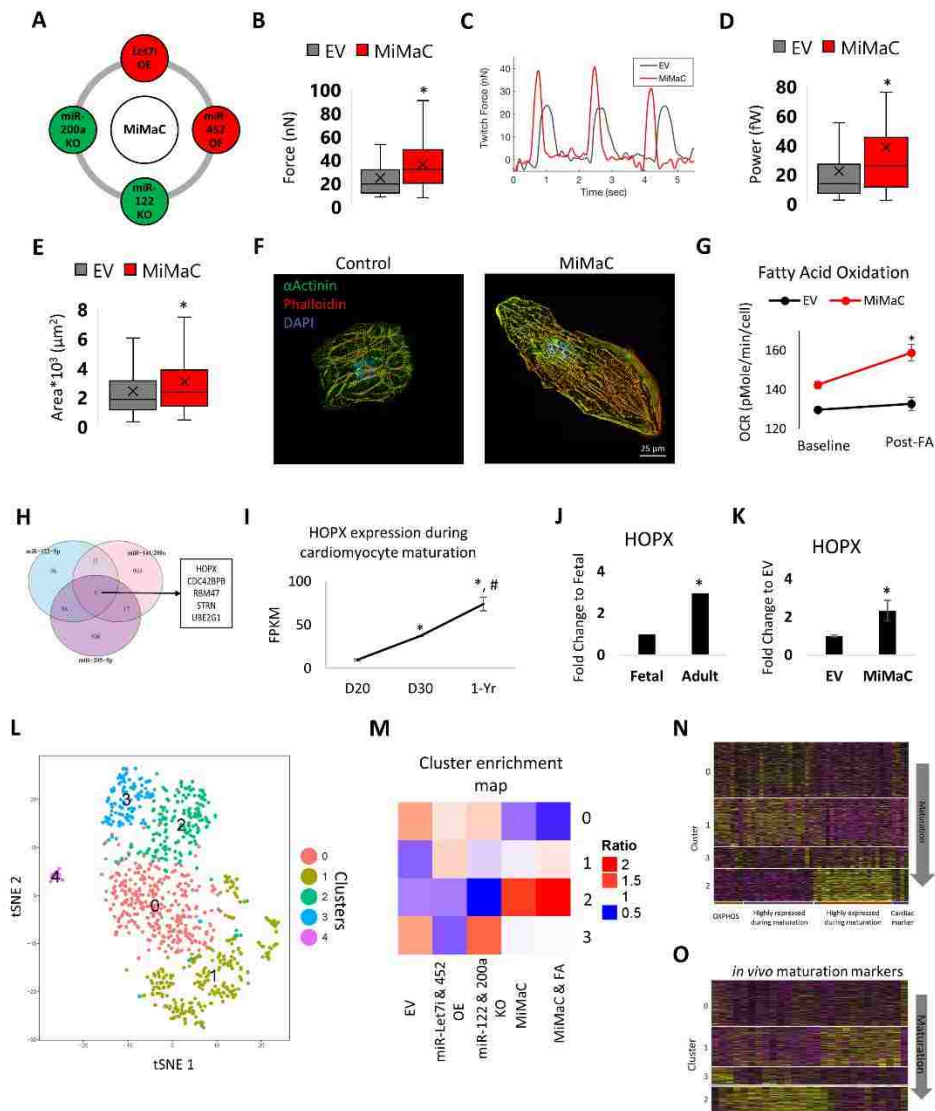 A
Let7i
OE
miR-
200a
KO
MiMaC
miR-
452
OE
miR-
122
KO
B
EV MiMaC
*
Force (nN)
100
80
60
40
20
0
C
EV
MiMaC
Twitch Force (nN)
40
30
20
10
0
0 1 2 3 4 5
Time (sec)
D
EV MiMaC
*
Power (fW)
80
60
40
20
0
E
EV MiMaC
*
Area*10³ (µm²)
8
6
4
2
0
F
Control
MiMaC
αActinin
Phalloidin
DAPI
25 µm
G
Fatty Acid Oxidation
EV MiMaC
*
OCR (pMole/min/cell)
160
140
120
Baseline Post-FA
H
miR-122-5p
HOPX
CDC42BPB
RBM47
STRN
UBE2G1
I
HOPX expression during
cardiomyocyte maturation
*, #
*
FPKM
100
50
0
D20 D30 1-Yr
J
HOPX
*
Fold Change to Fetal
4
2
0
Fetal Adult
K
HOPX
*
Fold Change to EV
4
2
0
EV MiMaC
L
3
2
4
0
1
tSNE 2
tSNE 1
0
1
2
3
4
Clusters
M
Cluster enrichment
map
0
1
2
3
Ratio
2
1.5
1
0.5
EV
miR-Let7i & 452
OE
miR-122 & 200a
KO
MiMaC
MiMaC & FA
N
0
1
3
2
Cluster
Maturation
OXPHOS
Highly repressed
during maturation
Highly expressed
during maturation
Cardiac
marker
O
in vivo maturation markers
0
1
3
2
Cluster
Maturation